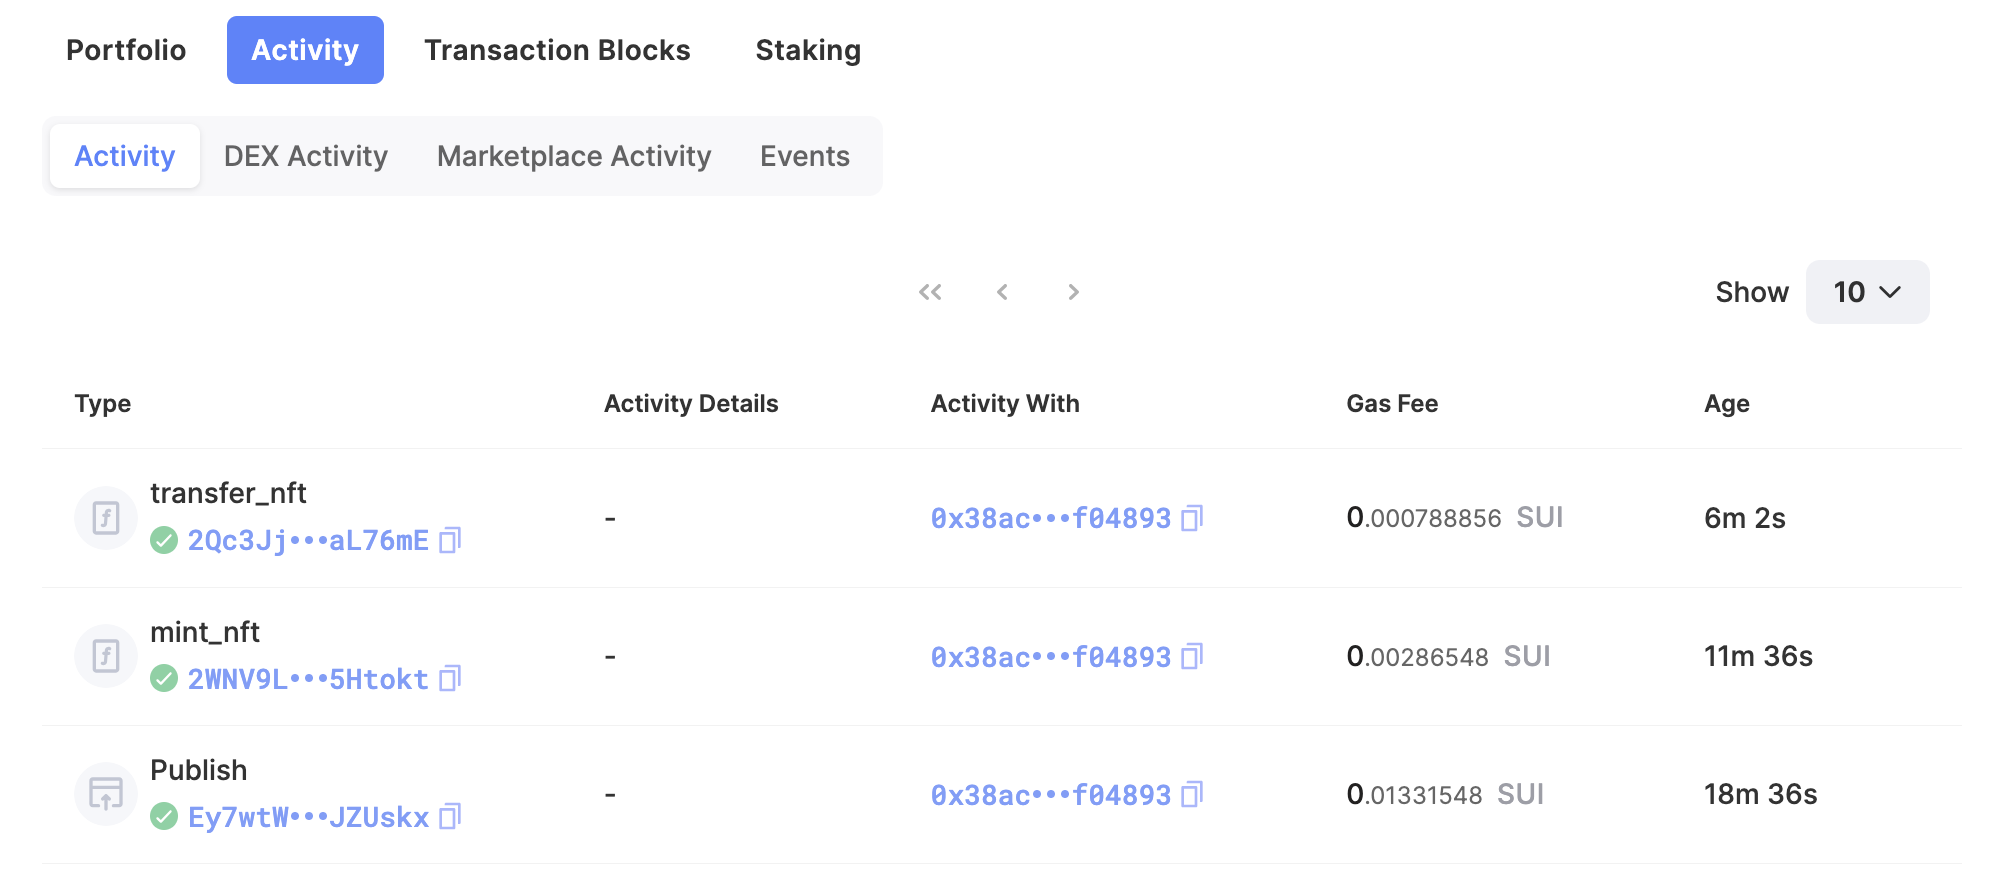 Portfolio Activity Transaction Blocks Staking
Activity DEX Activity Marketplace Activity Events
Show 10
Type Activity Details Activity With Gas Fee Age
transfer_nft
2Qc3Jj•••aL76mE - 0x38ac•••f04893 0.000788856 SUI 6m 2s
mint_nft
2WNV9L•••5Htokt - 0x38ac•••f04893 0.00286548 SUI 11m 36s
Publish
Ey7wtW•••JZUskx - 0x38ac•••f04893 0.01331548 SUI 18m 36s